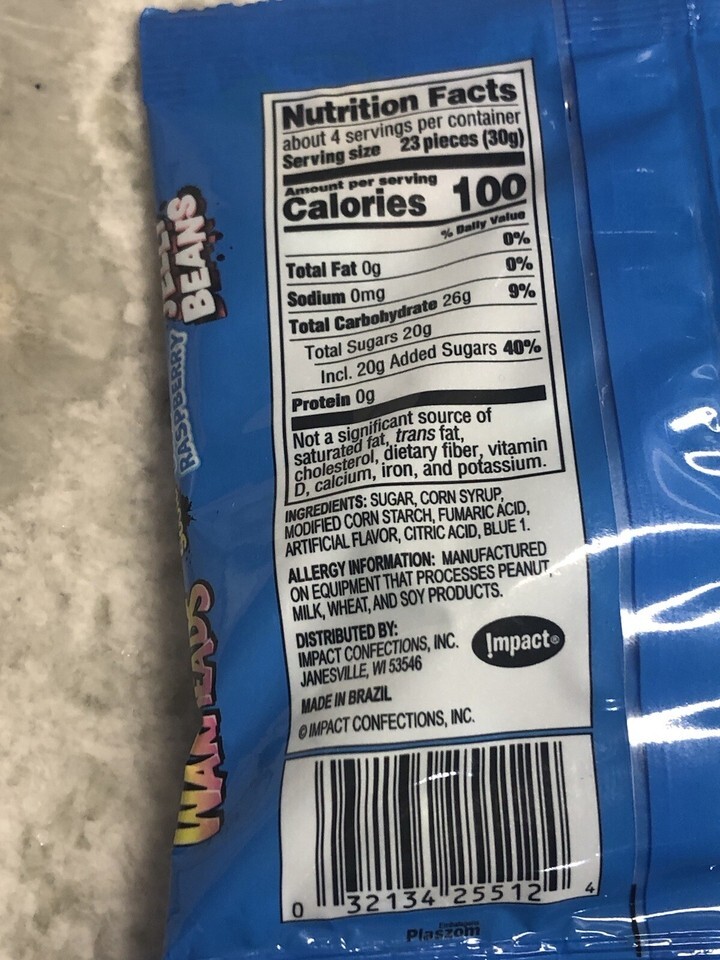 Nutrition Facts
about 4 servings per container
Serving size 23 pieces (30g)
Amount per serving
Calories 100
% Daily Value
Total Fat 0g 0%
Sodium 0mg 0%
Total Carbohydrate 26g 9%
Total Sugars 20g
Incl. 20g Added Sugars 40%
Protein 0g
Not a significant source of
saturated fat, trans fat,
cholesterol, dietary fiber, vitamin
D, calcium, iron, and potassium.
INGREDIENTS: SUGAR, CORN SYRUP,
MODIFIED CORN STARCH, FUMARIC ACID,
ARTIFICIAL FLAVOR, CITRIC ACID, BLUE 1.
ALLERGY INFORMATION: MANUFACTURED
ON EQUIPMENT THAT PROCESSES PEANUT,
MILK, WHEAT, AND SOY PRODUCTS.
DISTRIBUTED BY:
IMPACT CONFECTIONS, INC.
JANESVILLE, WI 53546
Impact®
MADE IN BRAZIL
© IMPACT CONFECTIONS, INC.
0 32134 25512 4
Plaszom
RASPBERRY
BEANS